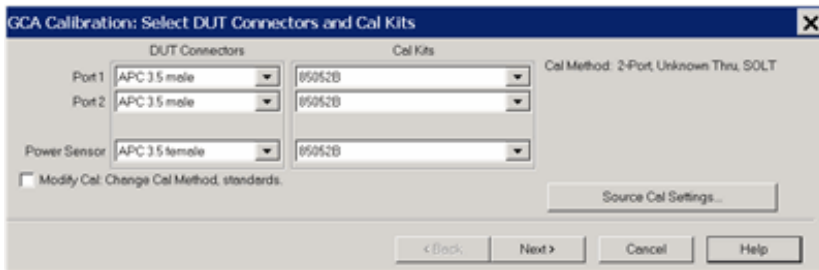 GCA Calibration: Select DUT Connectors and Cal Kits
DUT Connectors Cal Kits
Port 1 APC 3.5 male 85052B
Cal Method: 2-Port, Unknown Thru, SOLT
Port 2 APC 3.5 male 85052B
Power Sensor APC 3.5 female 85052B
Modify Cal: Change Cal Method, standards.
Source Cal Settings...
< Back Next > Cancel Help